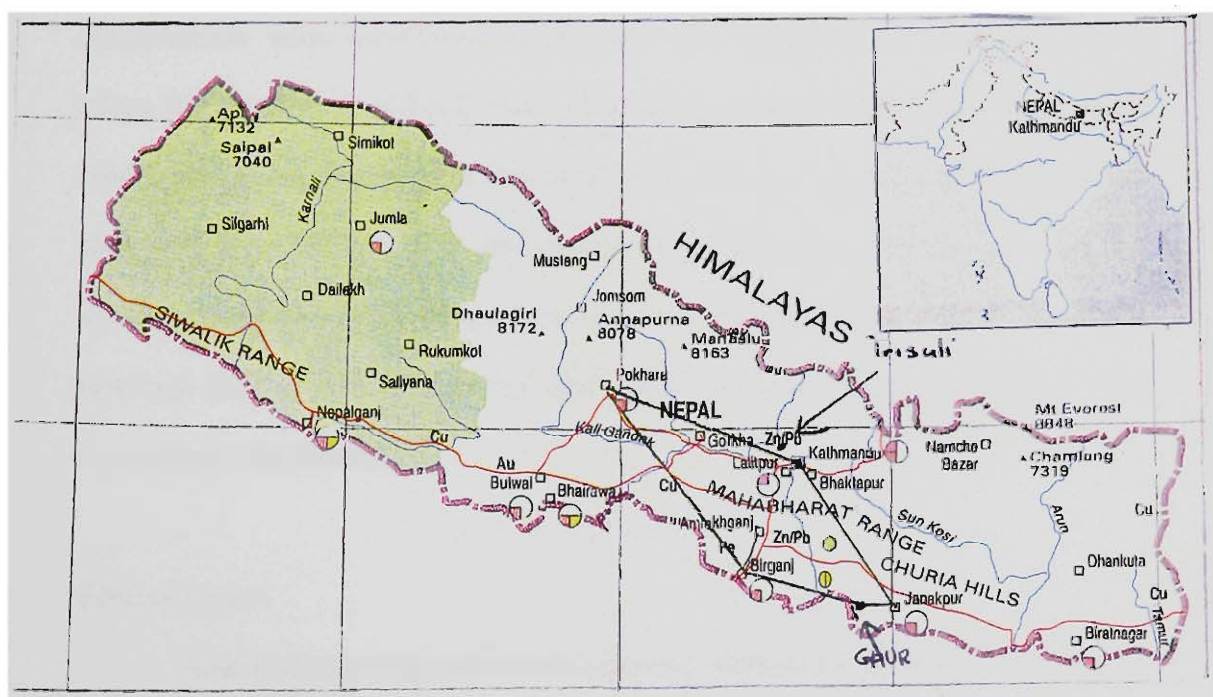 NEPAL
Kathmandu
Api
7132
Saipal
7040
Simikot
Karnali
Silgarhi
Jumla
HIMALAYAS
Mustang
Dailekh
Jomsom
Dhaulagiri
8172
Annapurna
8078
Manaslu
8163
Trisuli
SIWALIK RANGE
Rukumkot
Sallyana
Pokhara
NEPAL
Mt Everest
8848
Nepalganj
Cu
Kali Gandak
Gorkha
Zn/Pb
Kathmandu
Namche
Bazar
Chamlang
7319
Au
Lalitpur
Bhaktapur
Butwal
Bhairawa
Cu
MAHABHARAT RANGE
Sun Kosi
Arun
Cu
Amlekhganj
Zn/Pb
Fe
Birganj
CHURIA HILLS
Dhankuta
Cu
Janakpur
Tamur
Biratnagar
GAUR